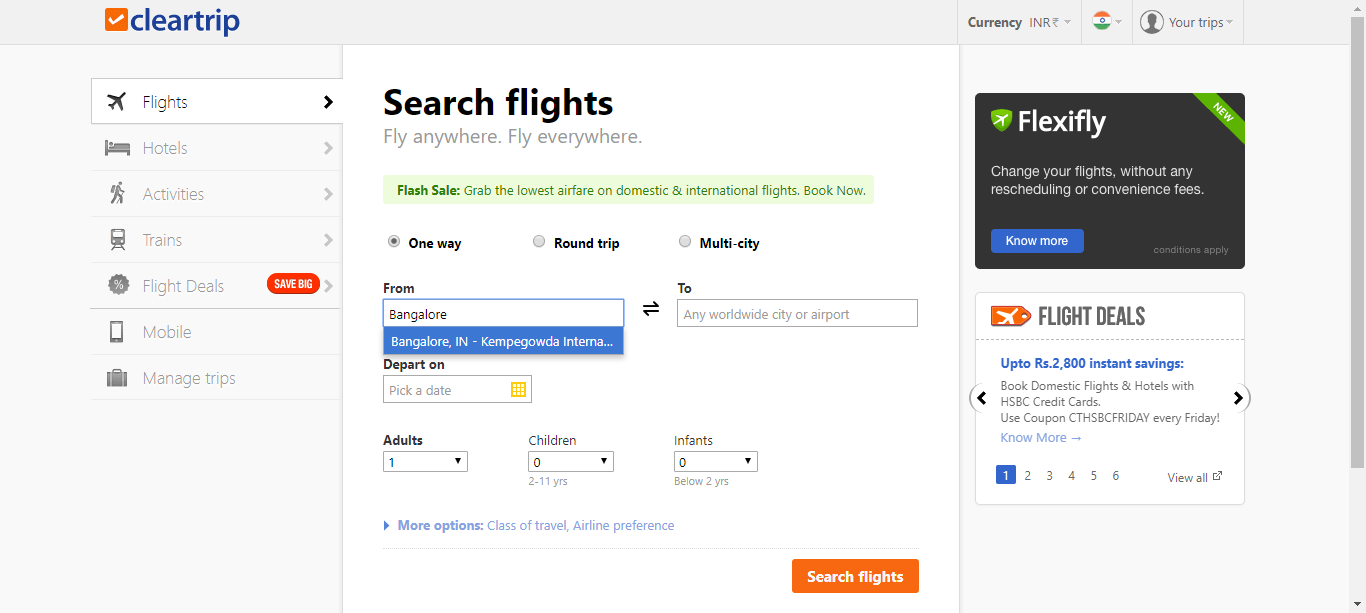 cleartrip
Currency INR₹
Your trips
Flights
Hotels
Activities
Trains
Flight Deals SAVE BIG
Mobile
Manage trips
Search flights
Fly anywhere. Fly everywhere.
Flash Sale: Grab the lowest airfare on domestic & international flights. Book Now.
One way Round trip Multi-city
From To
Bangalore Any worldwide city or airport
Bangalore, IN - Kempegowda Interna...
Depart on
Pick a date
Adults Children Infants
1 0 0
2-11 yrs Below 2 yrs
More options: Class of travel, Airline preference
Search flights
NEW
Flexifly
Change your flights, without any
rescheduling or convenience fees.
Know more
conditions apply
FLIGHT DEALS
Upto Rs.2,800 instant savings:
Book Domestic Flights & Hotels with
HSBC Credit Cards.
Use Coupon CTHSBCFRIDAY every Friday!
Know More →
1 2 3 4 5 6 View all
%